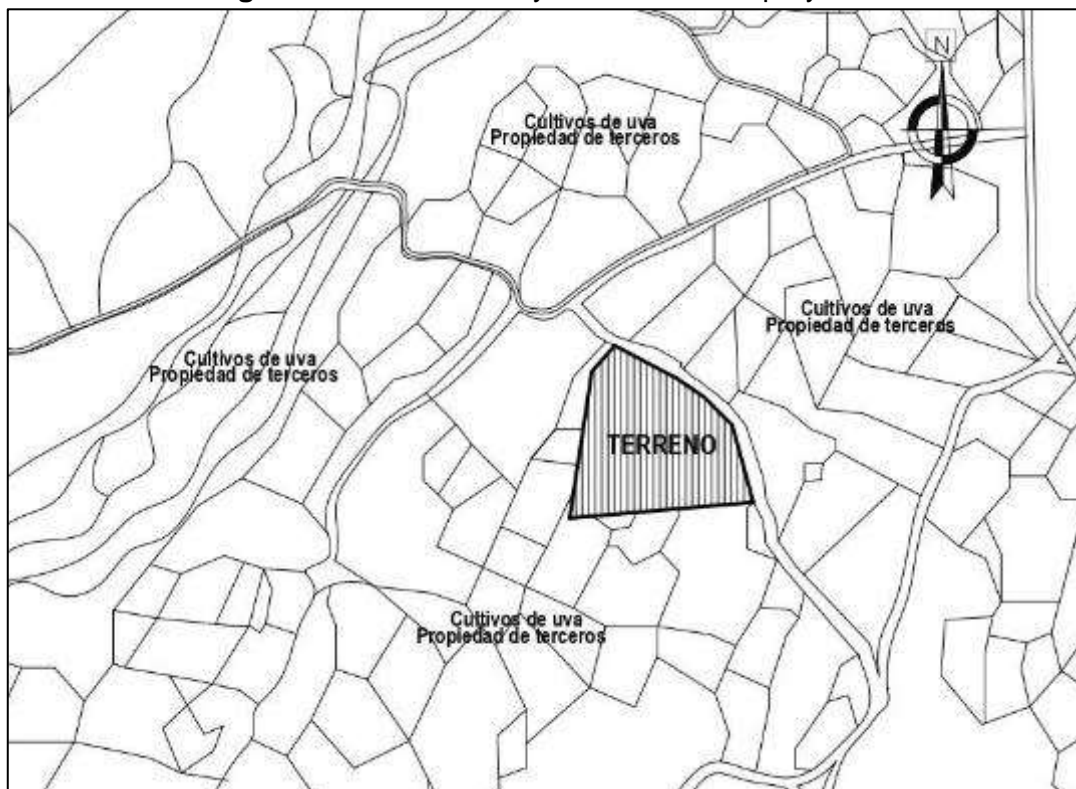 N
Cultivos de uva
Propiedad de terceros
Cultivos de uva
Propiedad de terceros
Cultivos de uva
Propiedad de terceros
TERRENO
Cultivos de uva
Propiedad de terceros